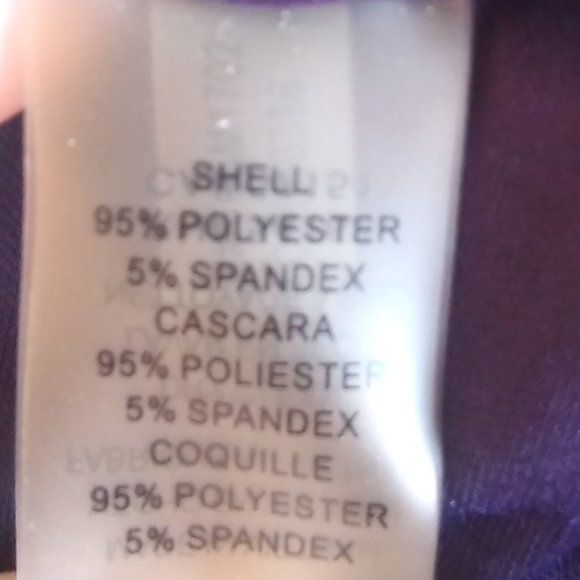 SHELL
95% POLYESTER
5% SPANDEX
CASCARA
95% POLIESTER
5% SPANDEX
COQUILLE
95% POLYESTER
5% SPANDEX